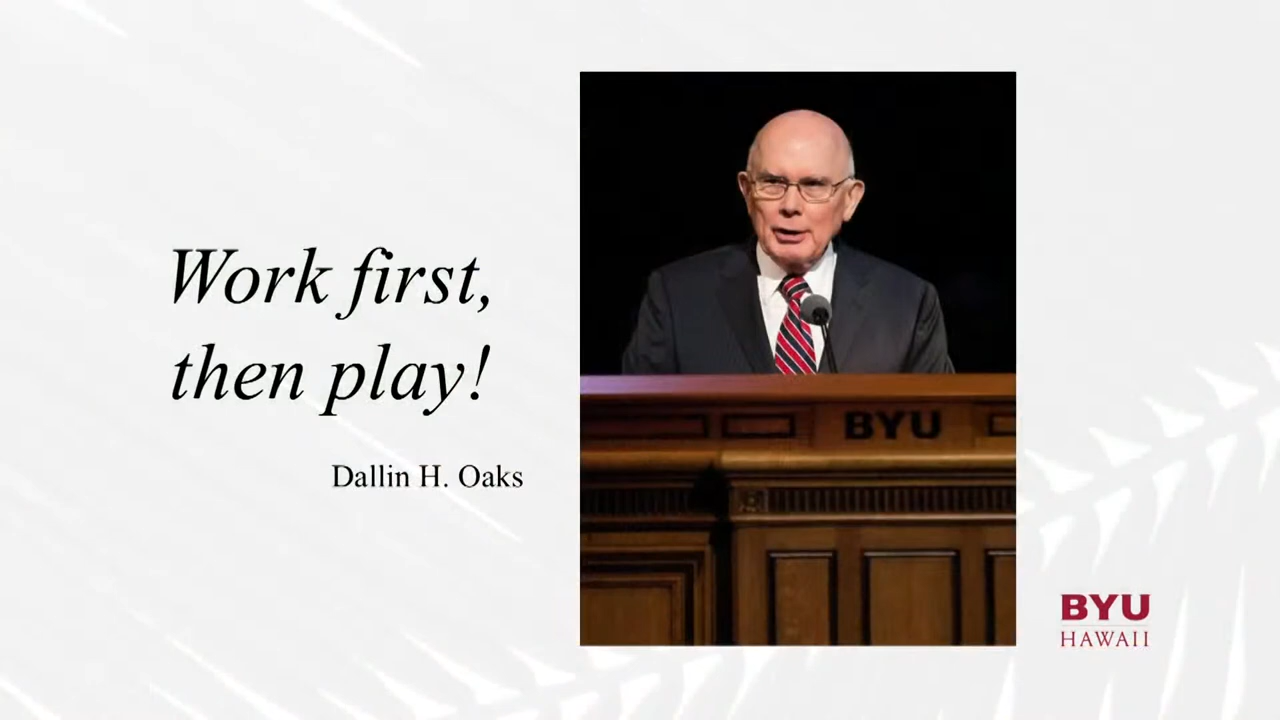 Work first,
then play!
Dallin H. Oaks
BYU
BYU
HAWAII